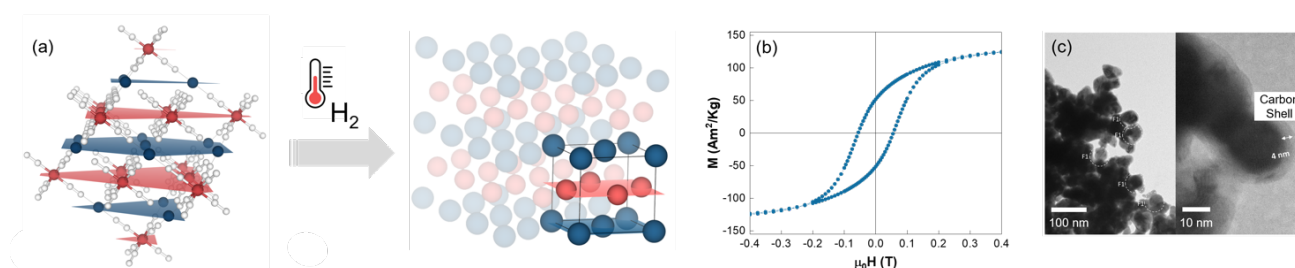 (a)
H2
(b)
M (Am²/Kg)
150
100
50
0
-50
-100
-150
-0.4 -0.3 -0.2 -0.1 0.0 0.1 0.2 0.3 0.4
μ₀H (T)
(c)
100 nm
Carbon
Shell
4 nm
10 nm